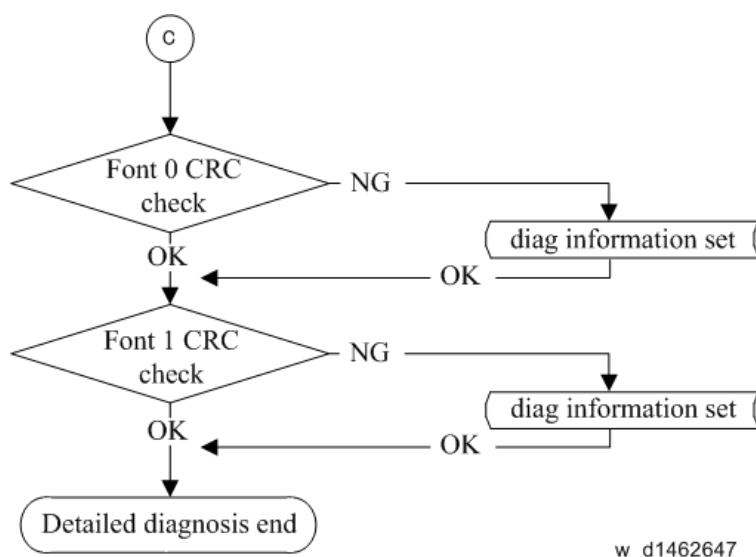 C
Font 0 CRC
check
NG
diag information set
OK
OK
Font 1 CRC
check
NG
diag information set
OK
OK
Detailed diagnosis end
w_d1462647